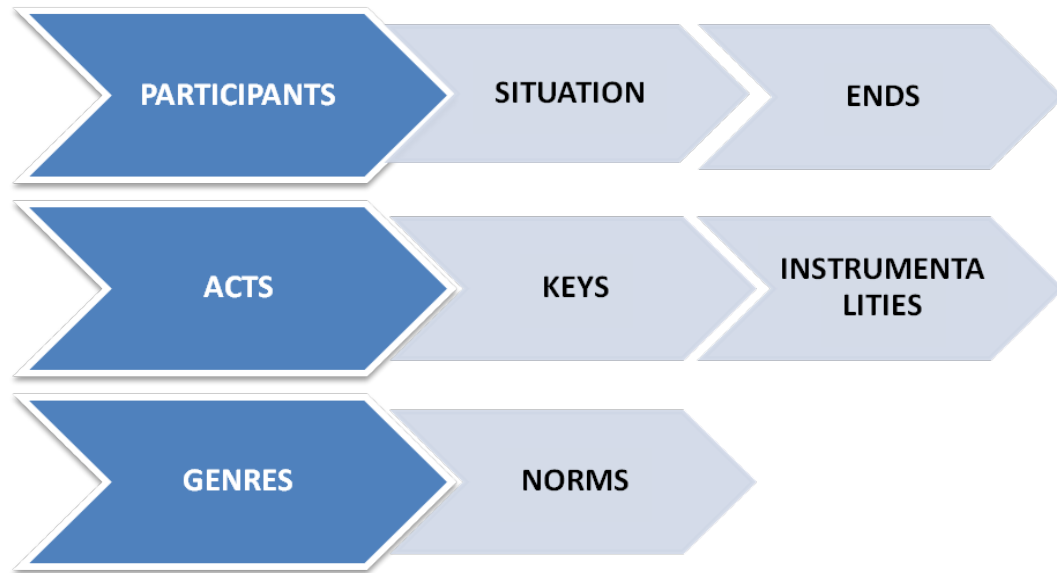 PARTICIPANTS
SITUATION
ENDS
ACTS
KEYS
INSTRUMENTA
LITIES
GENRES
NORMS